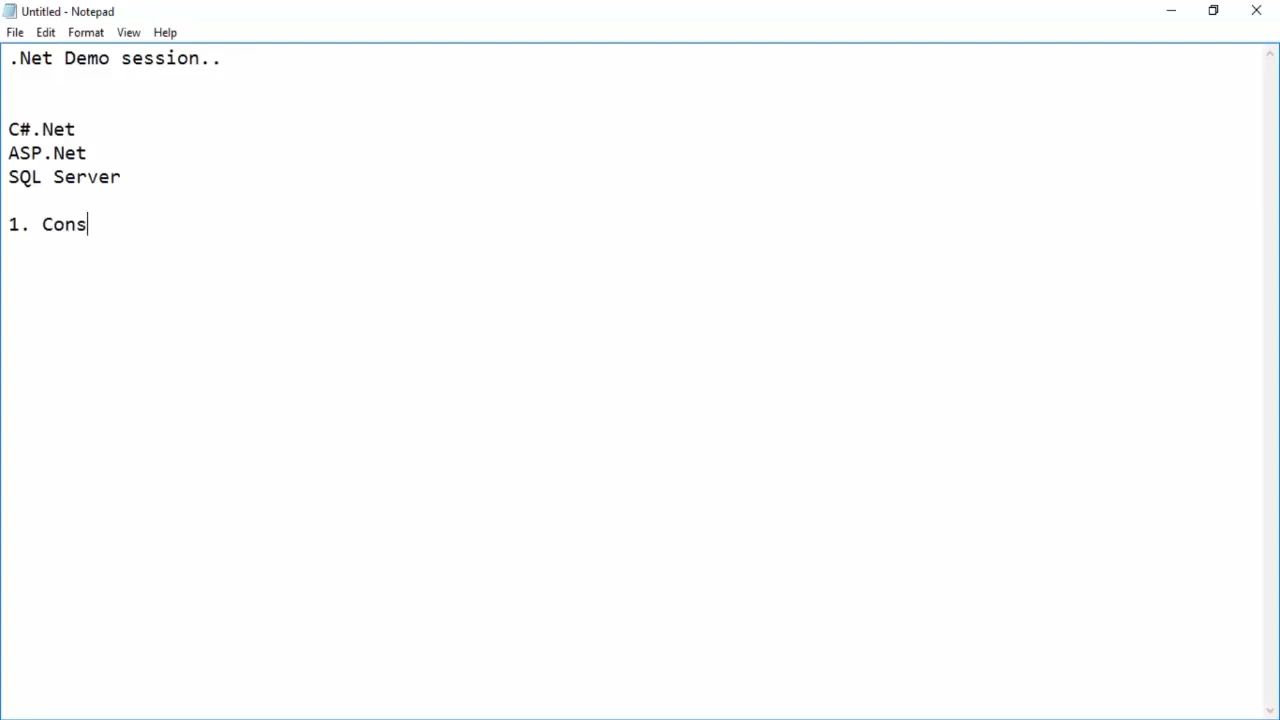 Untitled - Notepad
File Edit Format View Help
.Net Demo session..
C#.Net
ASP.Net
SQL Server
1. Cons